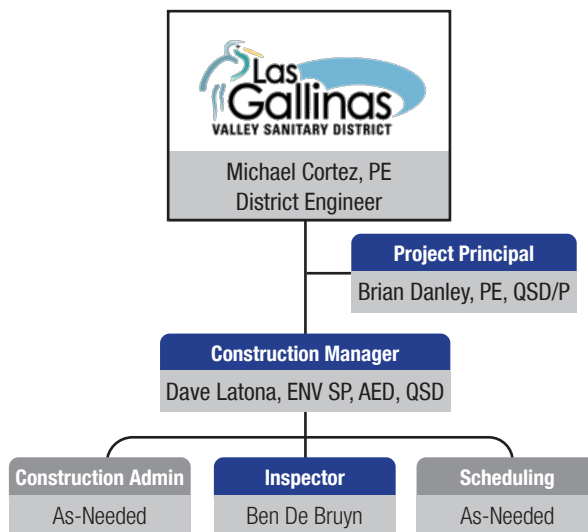 Las
Gallinas
VALLEY SANITARY DISTRICT
Michael Cortez, PE
District Engineer
Project Principal
Brian Danley, PE, QSD/P
Construction Manager
Dave Latona, ENV SP, AED, QSD
Construction Admin
As-Needed
Inspector
Ben De Bruyn
Scheduling
As-Needed